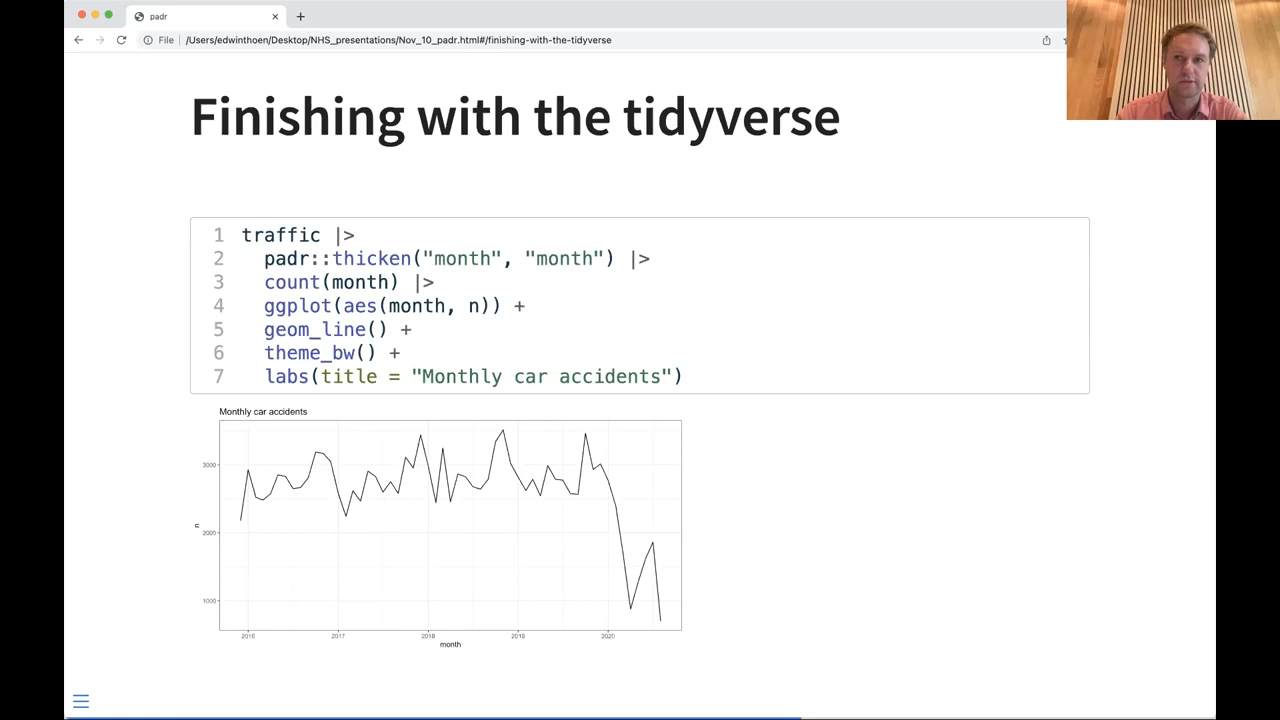 padr
File
/Users/edwinthoen/Desktop/NHS_presentations/Nov_10_padr.html#/finishing-with-the-tidyverse
Finishing with the tidyverse
1 traffic |>
2 padr::thicken("month", "month") |>
3 count(month) |>
4 ggplot(aes(month, n)) +
5 geom_line() +
6 theme_bw() +
7 labs(title = "Monthly car accidents")
Monthly car accidents
3000
n
2000
1000
2016 2017 2018 2019 2020
month